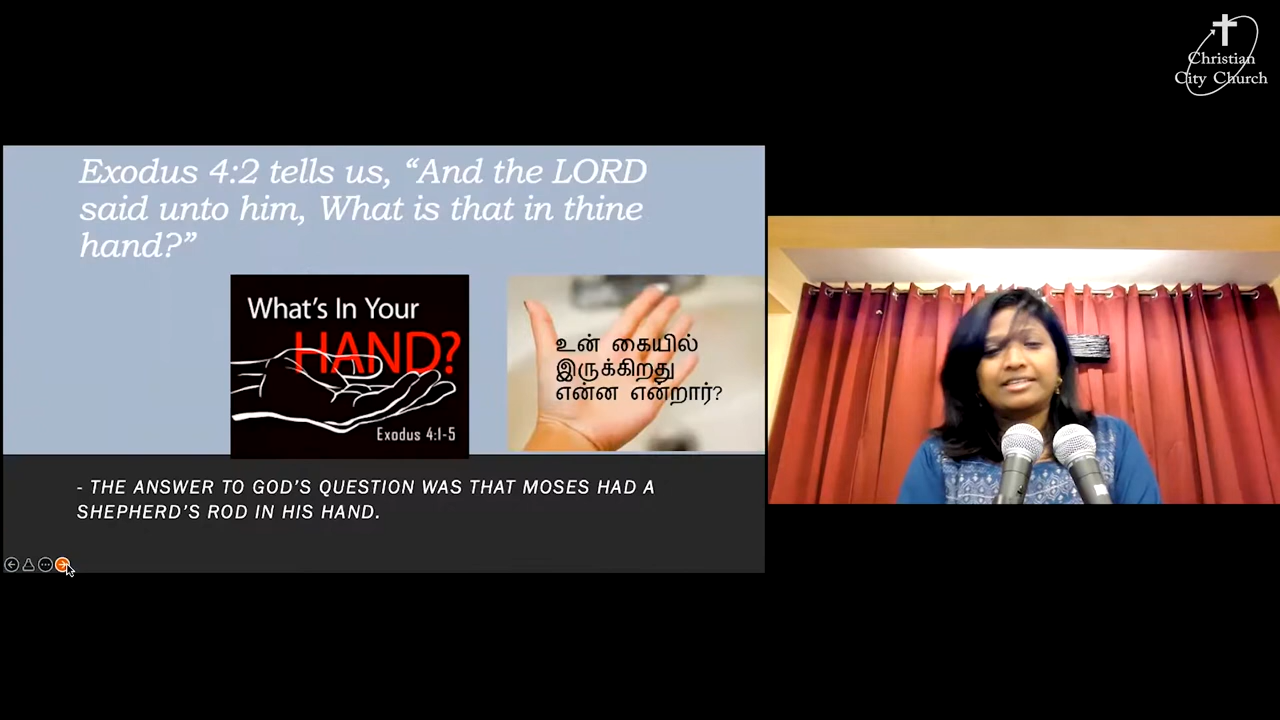 Christian
City Church
Exodus 4:2 tells us, “And the LORD
said unto him, What is that in thine
hand?”
What's In Your
HAND?
Exodus 4:1-5
உன் கையில்
இருக்கிறது
என்ன என்றார்?
- THE ANSWER TO GOD’S QUESTION WAS THAT MOSES HAD A
SHEPHERD’S ROD IN HIS HAND.